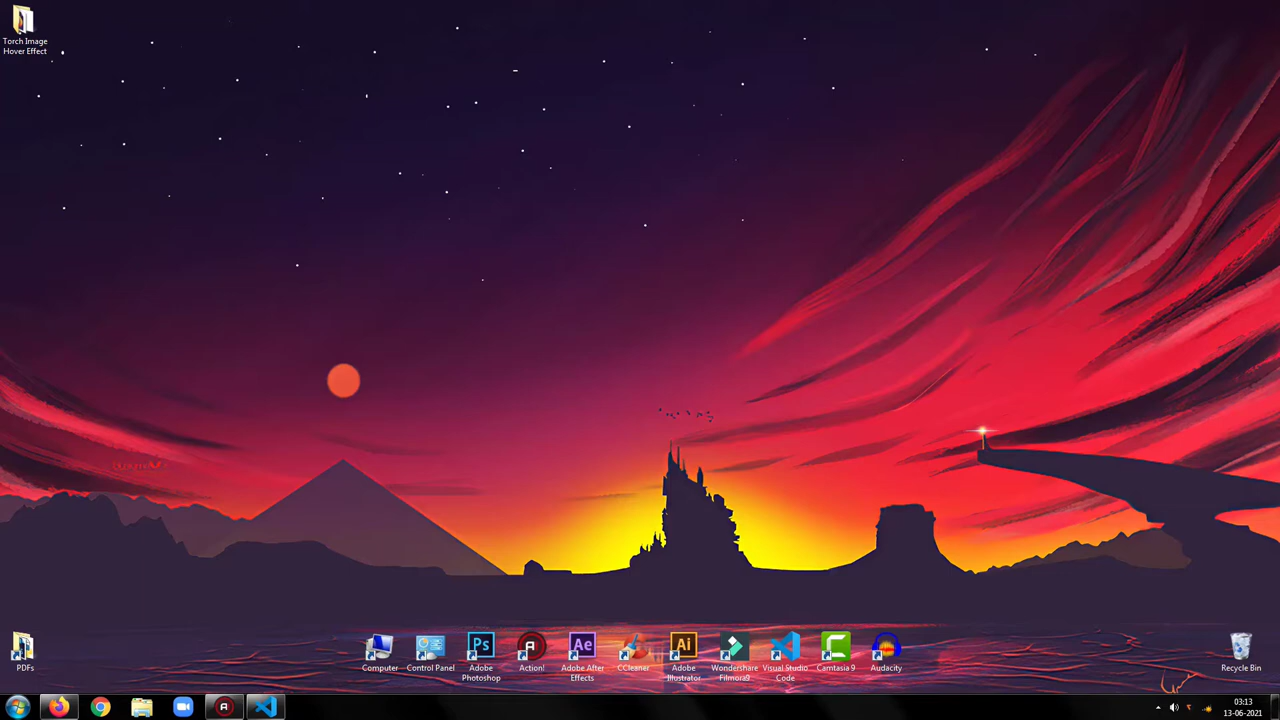 Torch Image
Hover Effect
PDFs
Computer
Control Panel
Ps
Adobe
Photoshop
Action!
Ae
Adobe After
Effects
CCleaner
Ai
Adobe
Illustrator
Wondershare
Filmora9
Visual Studio
Code
Camtasia 9
Audacity
Recycle Bin
03:13
13-06-2021